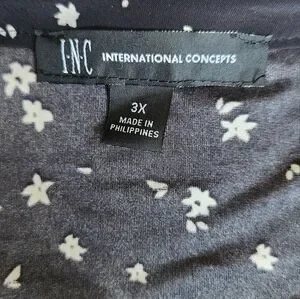 I·N·C INTERNATIONAL CONCEPTS
3X
MADE IN
PHILIPPINES